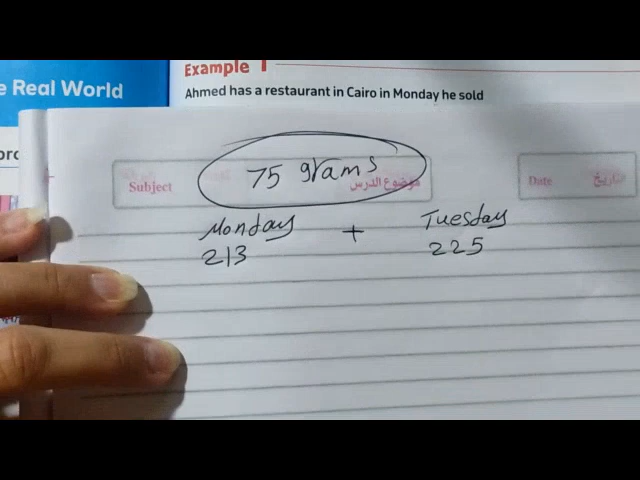 Example 1
e Real World
Ahmed has a restaurant in Cairo in Monday he sold
75 grams
Subject موضوع الدرس
Date التاريخ
Monday + Tuesday
213 225